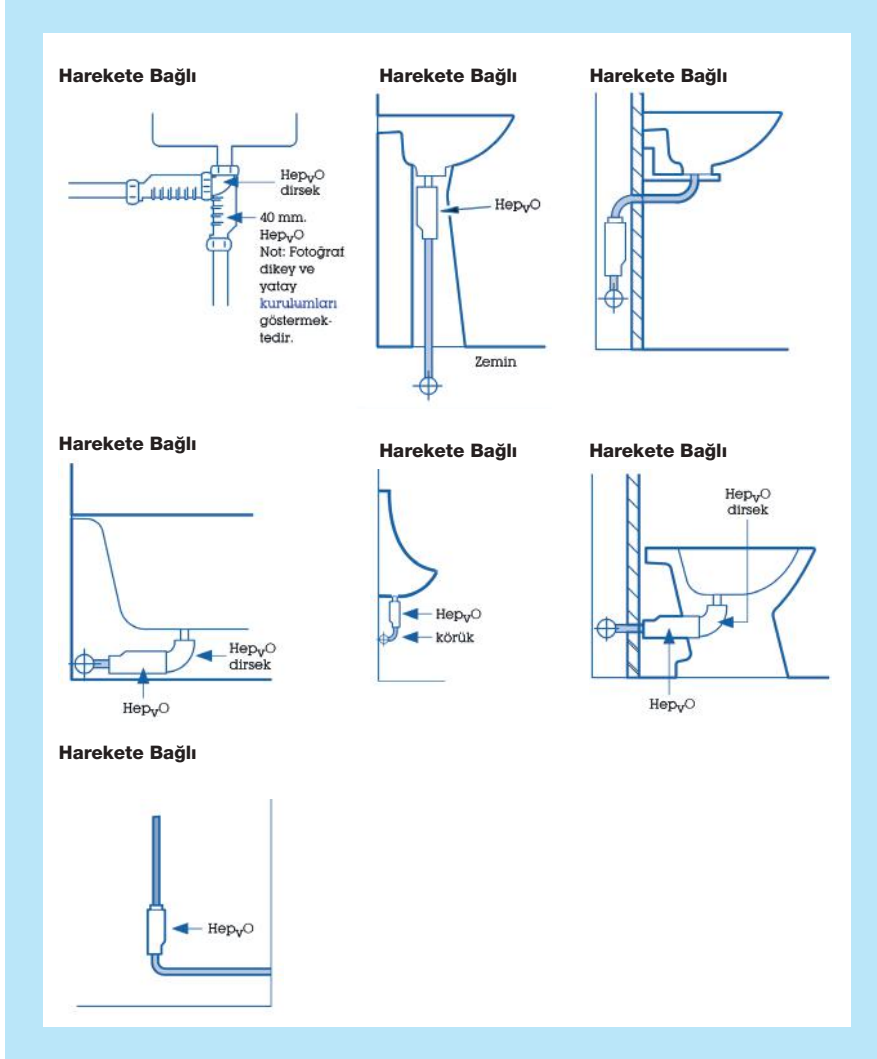 Harekete Bağlı
HepvO
dirsek
40 mm.
HepvO
Not: Fotoğraf
dikey ve
yatay
kurulumları
göstermek-
tedir.
Harekete Bağlı
HepvO
Zemin
Harekete Bağlı
Harekete Bağlı
HepvO
dirsek
HepvO
Harekete Bağlı
HepvO
körük
Harekete Bağlı
HepvO
dirsek
HepvO
Harekete Bağlı
HepvO